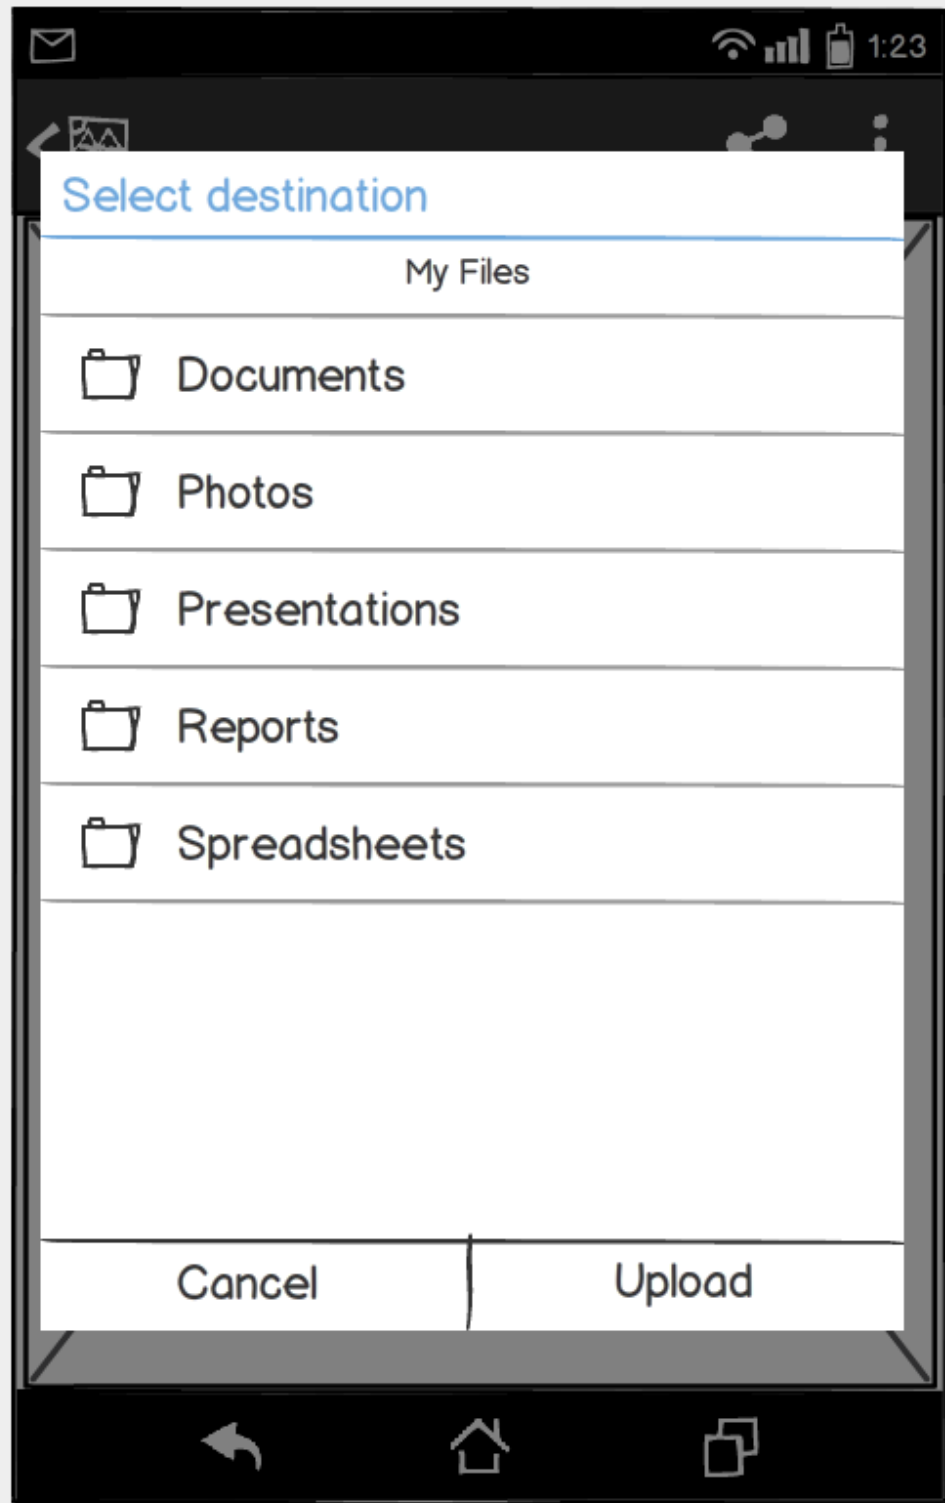 1:23
Select destination
My Files
Documents
Photos
Presentations
Reports
Spreadsheets
Cancel
Upload